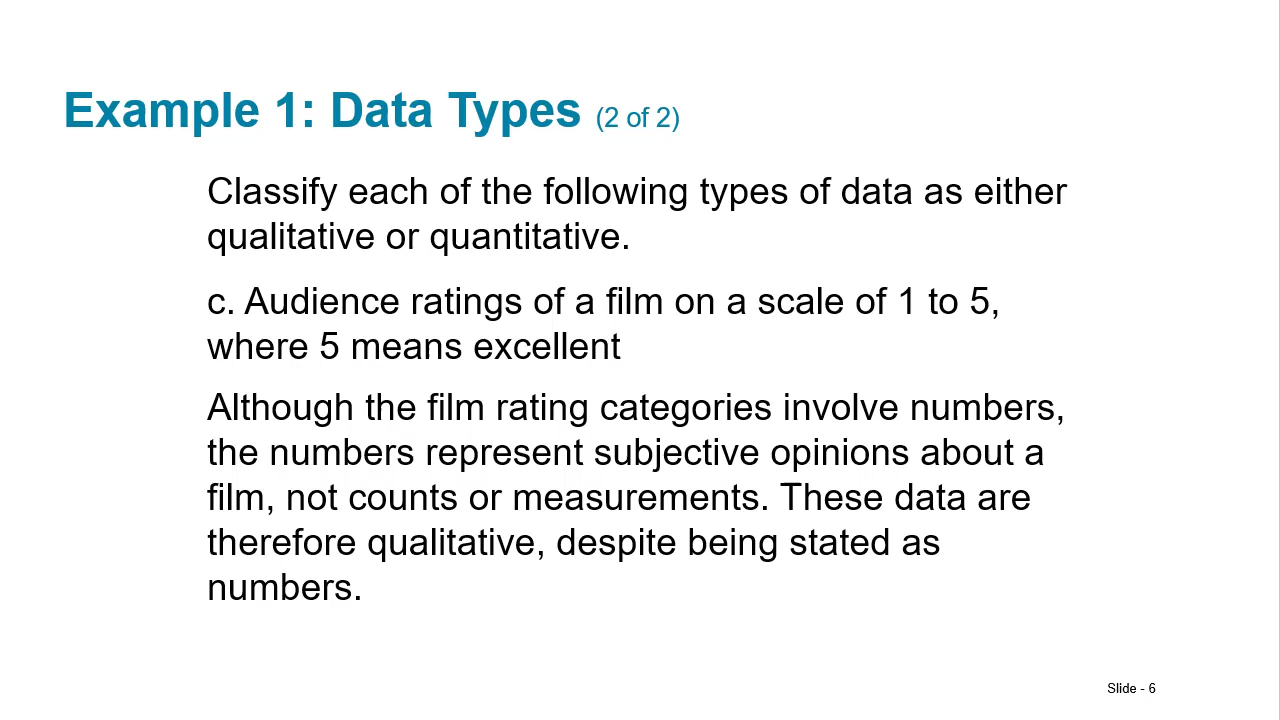 Example 1: Data Types (2 of 2)
Classify each of the following types of data as either
qualitative or quantitative.
c. Audience ratings of a film on a scale of 1 to 5,
where 5 means excellent
Although the film rating categories involve numbers,
the numbers represent subjective opinions about a
film, not counts or measurements. These data are
therefore qualitative, despite being stated as
numbers.
Slide - 6